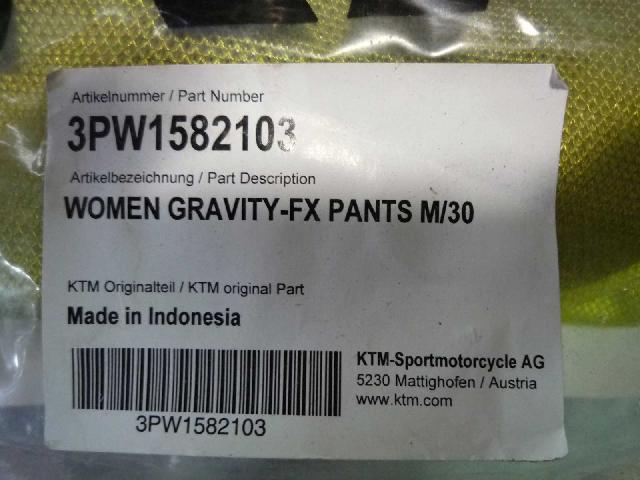 Artikelnummer / Part Number
3PW1582103
Artikelbezeichnung / Part Description
WOMEN GRAVITY-FX PANTS M/30
KTM Originalteil / KTM original Part
Made in Indonesia
KTM-Sportmotorcycle AG
5230 Mattighofen / Austria
www.ktm.com
3PW1582103